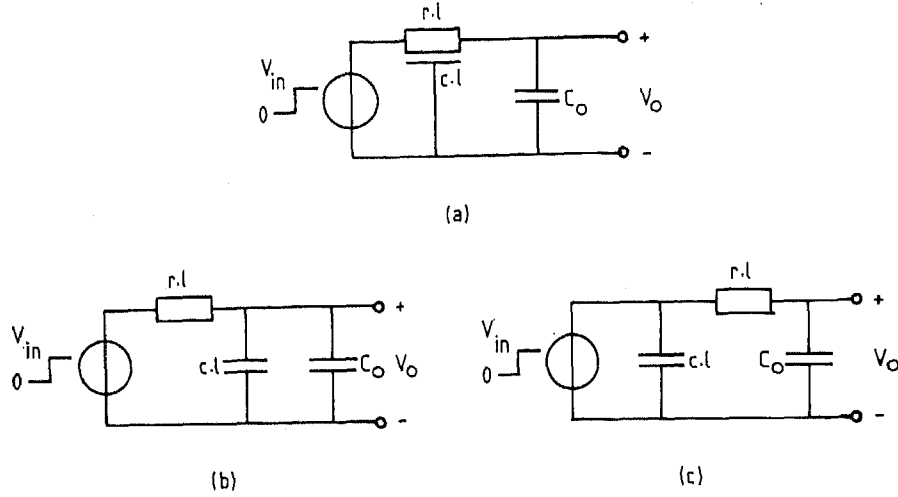 r.l
+
V_in
c.l
0
C_O
V_O
-
(a)
r.l
+
V_in
c.l
C_O
V_O
0
-
(b)
r.l
+
V_in
c.l
C_O
V_O
0
-
(c)